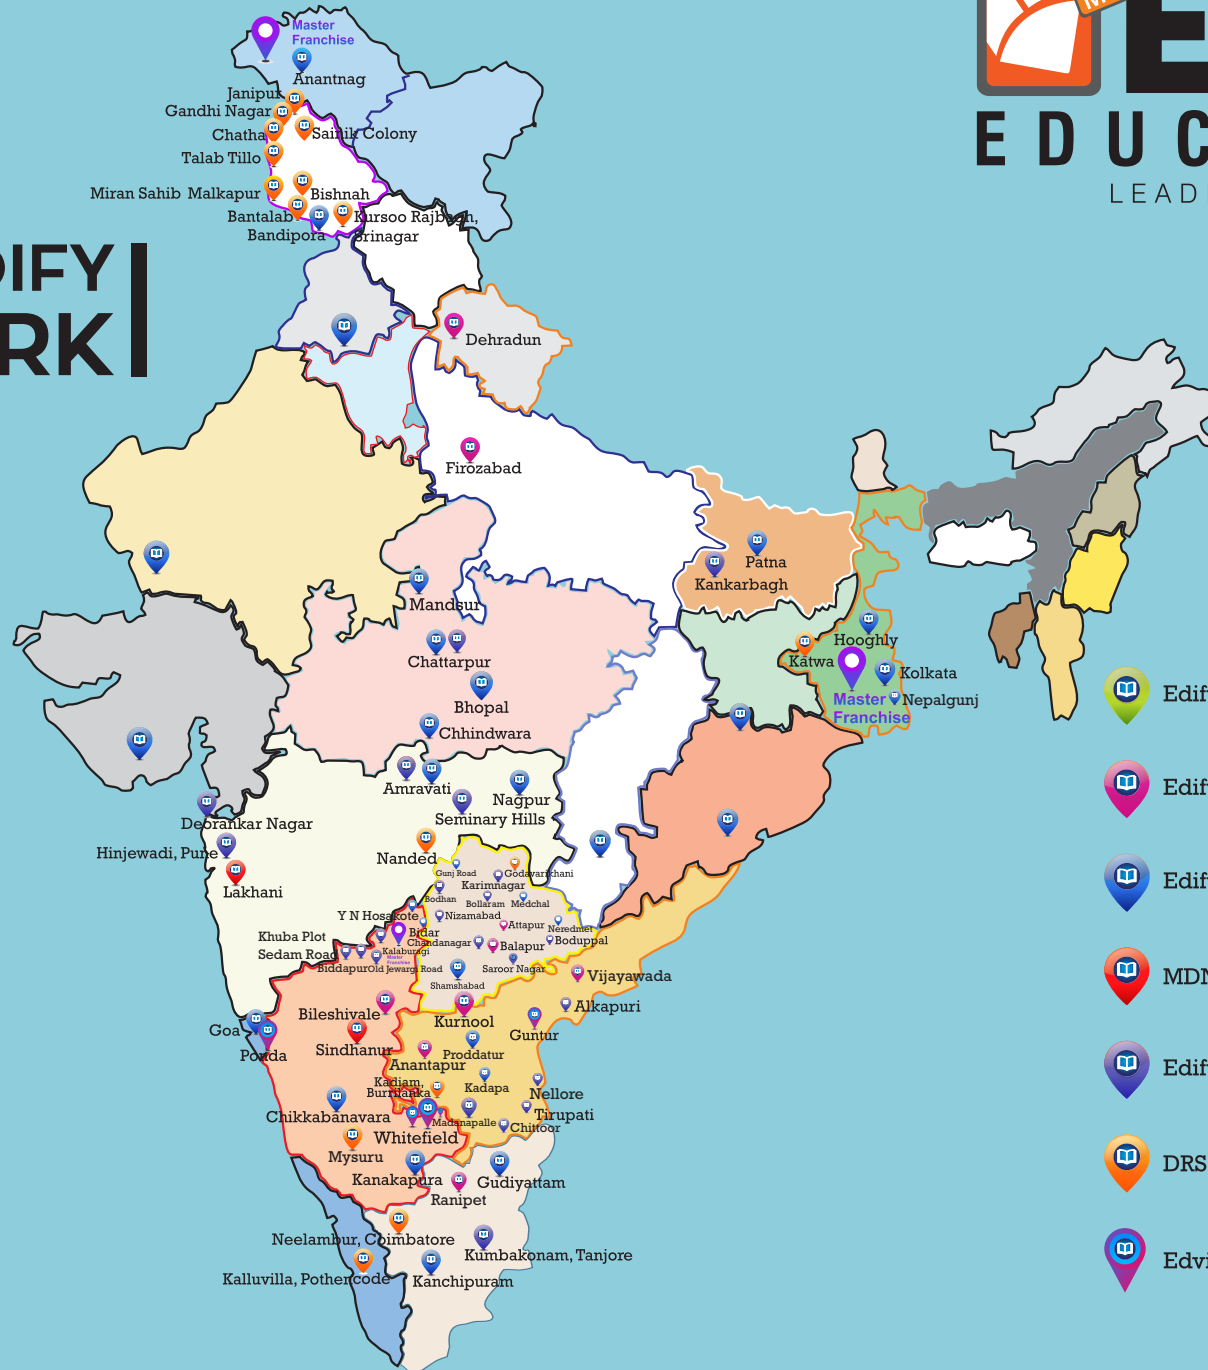 E
EDUC
LEAD
DIFY
RK
Master
Franchise
Anantnag
Janipur
Gandhi Nagar
Chatha
Sainik Colony
Talab Tillo
Miran Sahib Malkapur
Bishnah
Bantalab
Kursoo Rajbagh,
Srinagar
Bandipora
Dehradun
Firozabad
Patna
Kankarbagh
Mandsur
Hooghly
Katwa
Chattarpur
Kolkata
Master
Franchise
Nepalgunj
Bhopal
Chhindwara
Amravati
Nagpur
Seminary Hills
Deorankar Nagar
Hinjewadi, Pune
Nanded
Lakhani
Gunj Road
Godavarikhani
Karimnagar
Bodhan
Bollaram
Medchal
Y N Hosakote
Nizamabad
Bidar
Attapur
Neredmet
Khuba Plot
Chandanagar
Balapur
Boduppal
Sedam Road
Kalaburagi
Master
Franchise
Biddapur
Old Jewargi Road
Saroor Nagar
Shamshabad
Vijayawada
Alkapuri
Bileshivale
Kurnool
Goa
Guntur
Ponda
Sindhanur
Proddatur
Anantapur
Kadiam,
Burrilanka
Kadapa
Nellore
Chikkabanavara
Tirupati
Madanapalle
Chittoor
Whitefield
Mysuru
Kanakapura
Gudiyattam
Ranipet
Neelambur, Coimbatore
Kumbakonam, Tanjore
Kalluvilla, Pothencode
Kanchipuram
Edif
Edif
Edif
MDN
Edif
DRS
Edvi